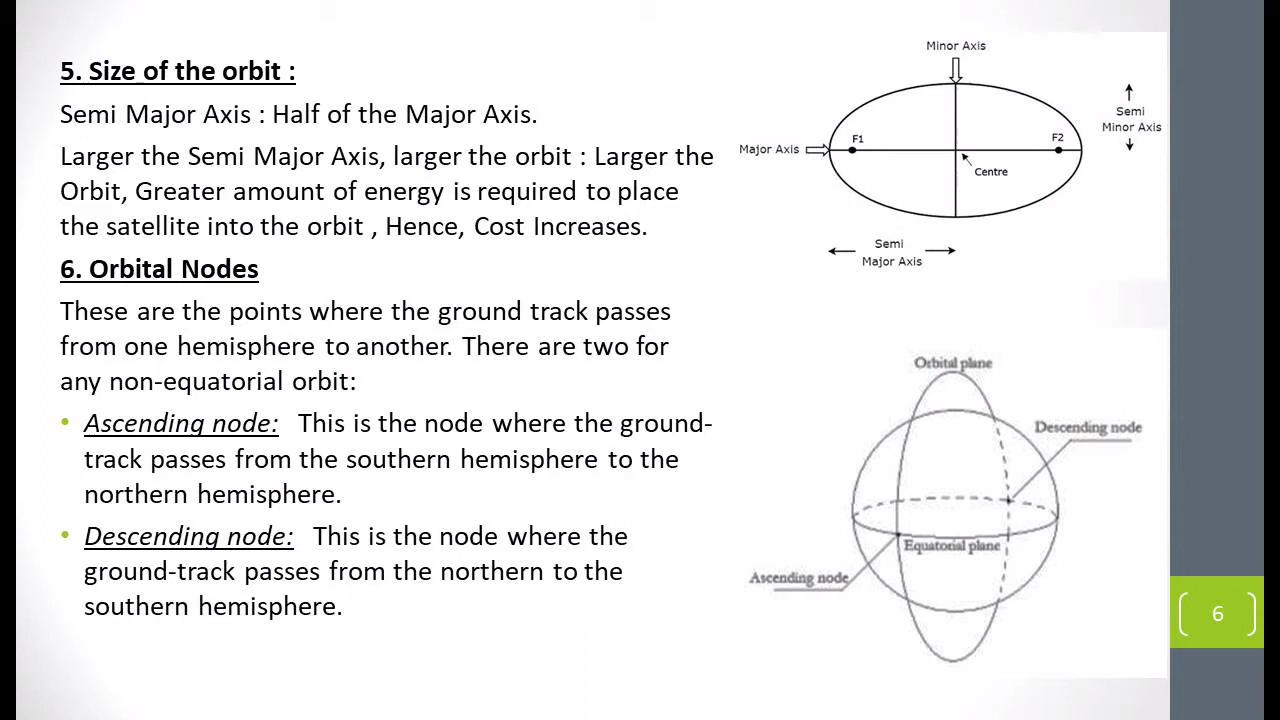 5. Size of the orbit :
Semi Major Axis : Half of the Major Axis.
Larger the Semi Major Axis, larger the orbit : Larger the
Orbit, Greater amount of energy is required to place
the satellite into the orbit , Hence, Cost Increases.
6. Orbital Nodes
These are the points where the ground track passes
from one hemisphere to another. There are two for
any non-equatorial orbit:
• Ascending node: This is the node where the ground-
track passes from the southern hemisphere to the
northern hemisphere.
• Descending node: This is the node where the
ground-track passes from the northern to the
southern hemisphere.
Minor Axis
Semi
Minor Axis
F1
F2
Major Axis
Centre
Semi
Major Axis
Orbital plane
Descending node
Equatorial plane
Ascending node
6